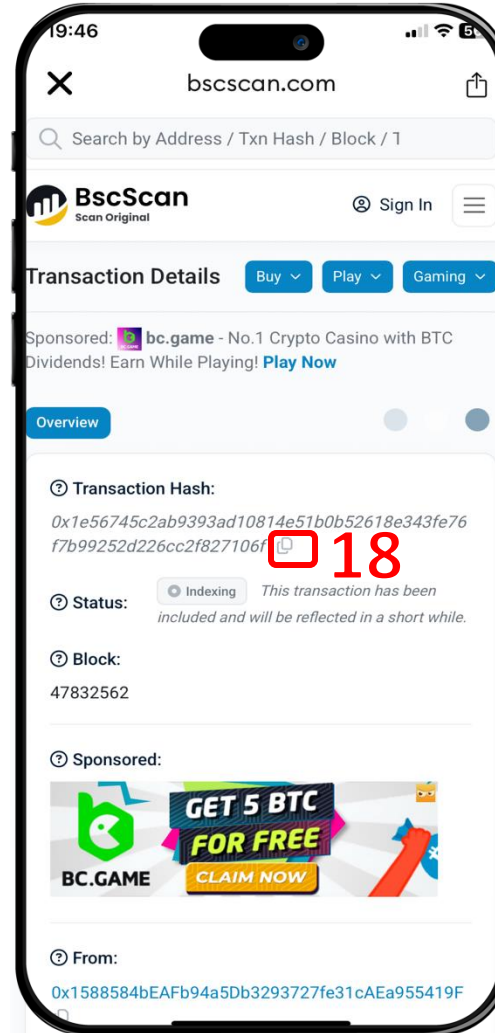 19:46
bscscan.com
Search by Address / Txn Hash / Block / T
BscScan
Scan Original
Sign In
Transaction Details
Buy
Play
Gaming
Sponsored: bc.game - No.1 Crypto Casino with BTC
Dividends! Earn While Playing! Play Now
Overview
Transaction Hash:
0x1e56745c2ab9393ad10814e51b0b52618e343fe76
f7b99252d226cc2f827106f
18
Status:
Indexing This transaction has been
included and will be reflected in a short while.
Block:
47832562
Sponsored:
GET 5 BTC
FOR FREE
BC.GAME
CLAIM NOW
From:
0x1588584bEAFb94a5Db3293727fe31cAEa955419F